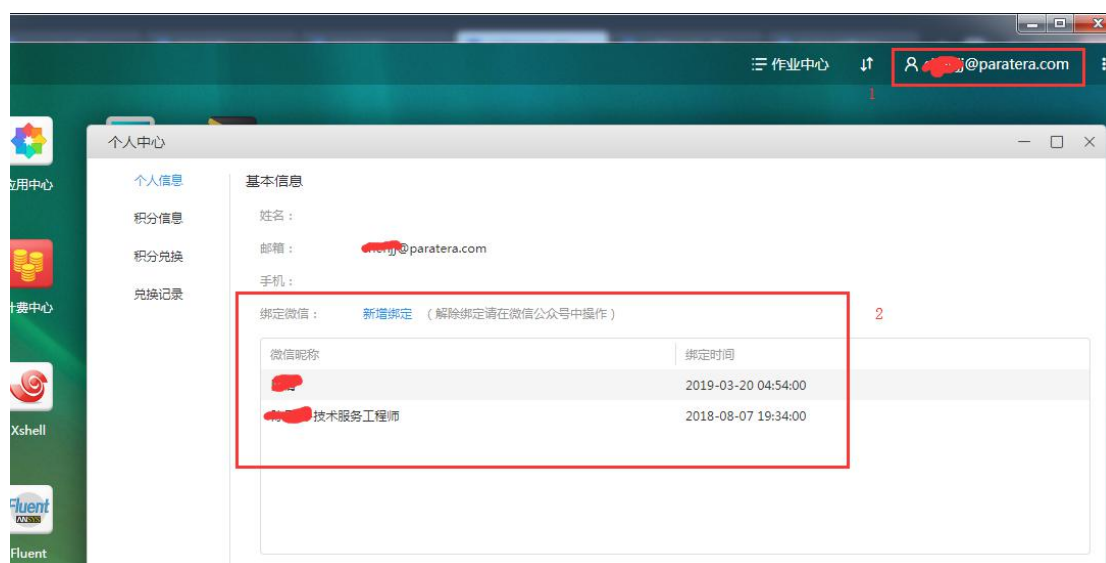 作业中心
@paratera.com
1
个人中心
应用中心
个人信息
基本信息
积分信息
姓名：
邮箱：
@paratera.com
积分兑换
手机：
兑换记录
计费中心
绑定微信：
新增绑定
（解除绑定请在微信公众号中操作）
2
微信昵称
绑定时间
2019-03-20 04:54:00
技术服务工程师
2018-08-07 19:34:00
Xshell
Fluent
ANSYS
Fluent